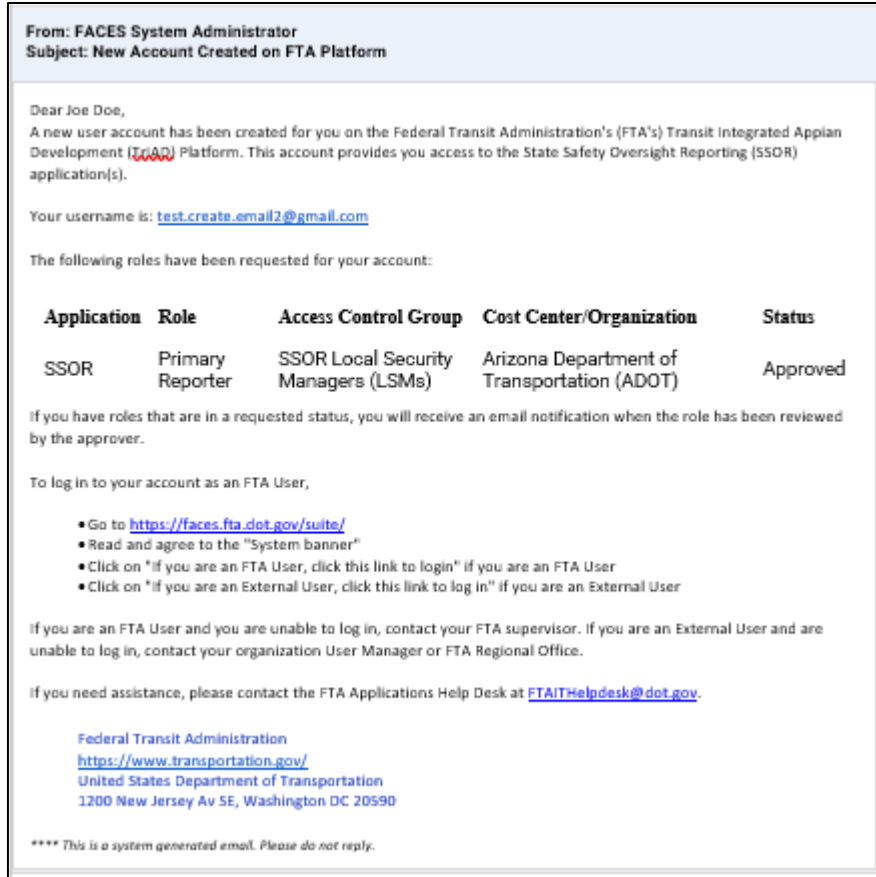 From: FACES System Administrator
Subject: New Account Created on FTA Platform
Dear Joe Doe,
A new user account has been created for you on the Federal Transit Administration's (FTA's) Transit Integrated Appian
Development (TriAD) Platform. This account provides you access to the State Safety Oversight Reporting (SSOR)
application(s).
Your username is: test.create.email2@gmail.com
The following roles have been requested for your account:
Application Role Access Control Group Cost Center/Organization Status
SSOR Primary Reporter SSOR Local Security Managers (LSMs) Arizona Department of Transportation (ADOT) Approved
If you have roles that are in a requested status, you will receive an email notification when the role has been reviewed
by the approver.
To log in to your account as an FTA User,
• Go to https://faces.fta.dot.gov/suite/
• Read and agree to the "System banner"
• Click on "If you are an FTA User, click this link to login" if you are an FTA User
• Click on "If you are an External User, click this link to log in" if you are an External User
If you are an FTA User and you are unable to log in, contact your FTA supervisor. If you are an External User and are
unable to log in, contact your organization User Manager or FTA Regional Office.
If you need assistance, please contact the FTA Applications Help Desk at FTAITHelpdesk@dot.gov.
Federal Transit Administration
https://www.transportation.gov/
United States Department of Transportation
1200 New Jersey Av SE, Washington DC 20590
**** This is a system generated email. Please do not reply.